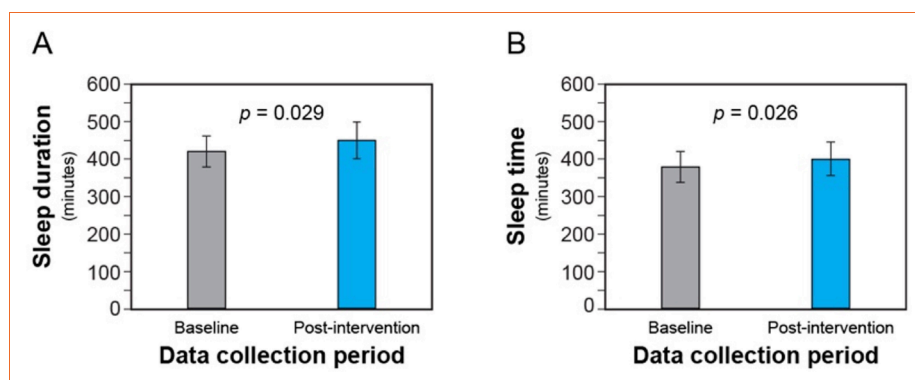 A
Sleep duration
(minutes)
600
500
400
300
200
100
0
p = 0.029
Baseline
Post-intervention
Data collection period
B
Sleep time
(minutes)
600
500
400
300
200
100
0
p = 0.026
Baseline
Post-intervention
Data collection period